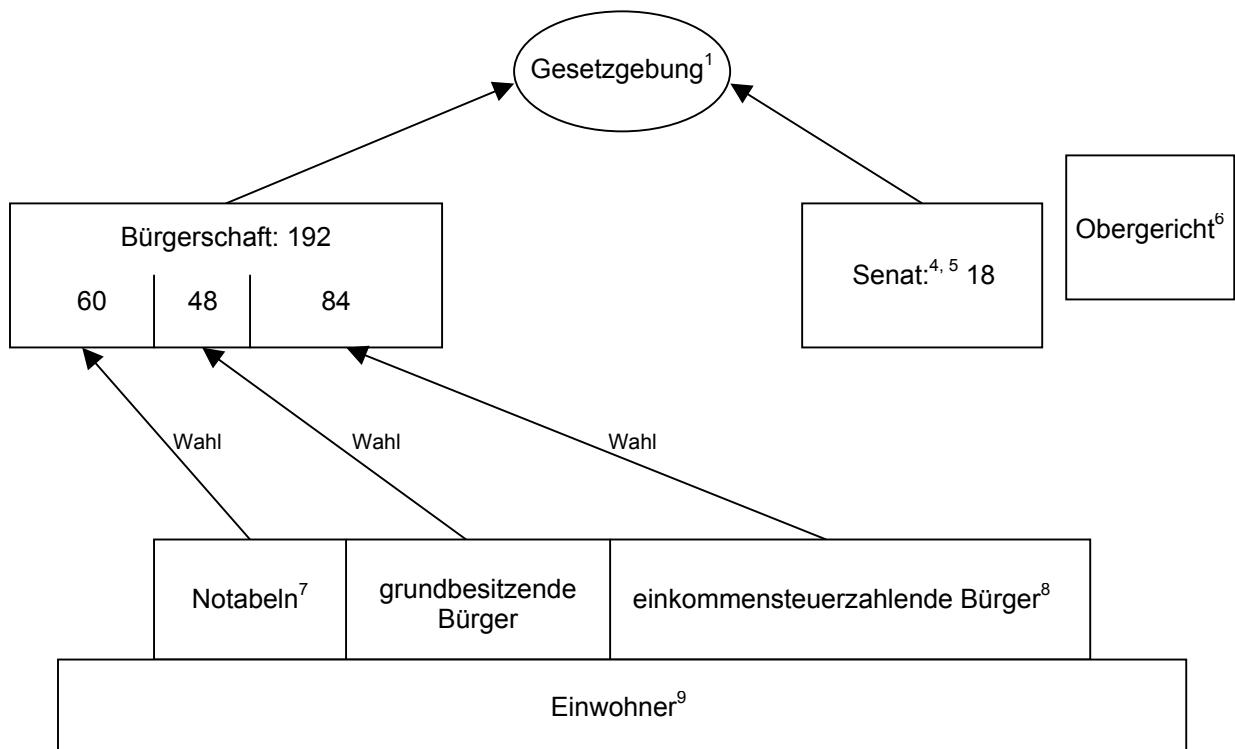 Gesetzgebung¹
Bürgerschaft: 192
60 48 84
Senat:⁴, ⁵ 18
Obergericht⁶
Wahl Wahl Wahl
Notabeln⁷
grundbesitzende
Bürger
einkommensteuerzahlende Bürger⁸
Einwohner⁹